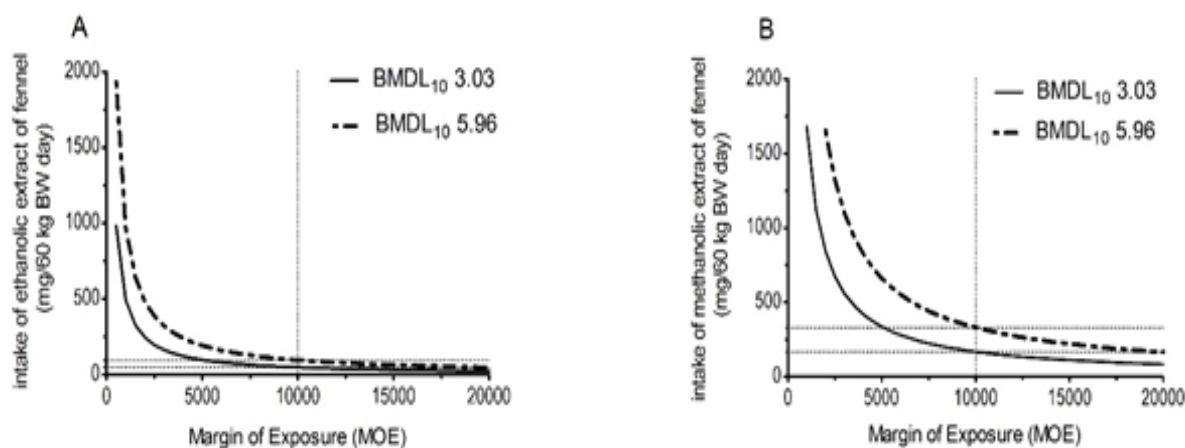 A
intake of ethanolic extract of fennel
(mg/60 kg BW day)
2000
1500
1000
500
0
BMDL10 3.03
BMDL10 5.96
0 5000 10000 15000 20000
Margin of Exposure (MOE)
B
intake of methanolic extract of fennel
(mg/60 kg BW day)
2000
1500
1000
500
0
BMDL10 3.03
BMDL10 5.96
0 5000 10000 15000 20000
Margin of Exposure (MOE)